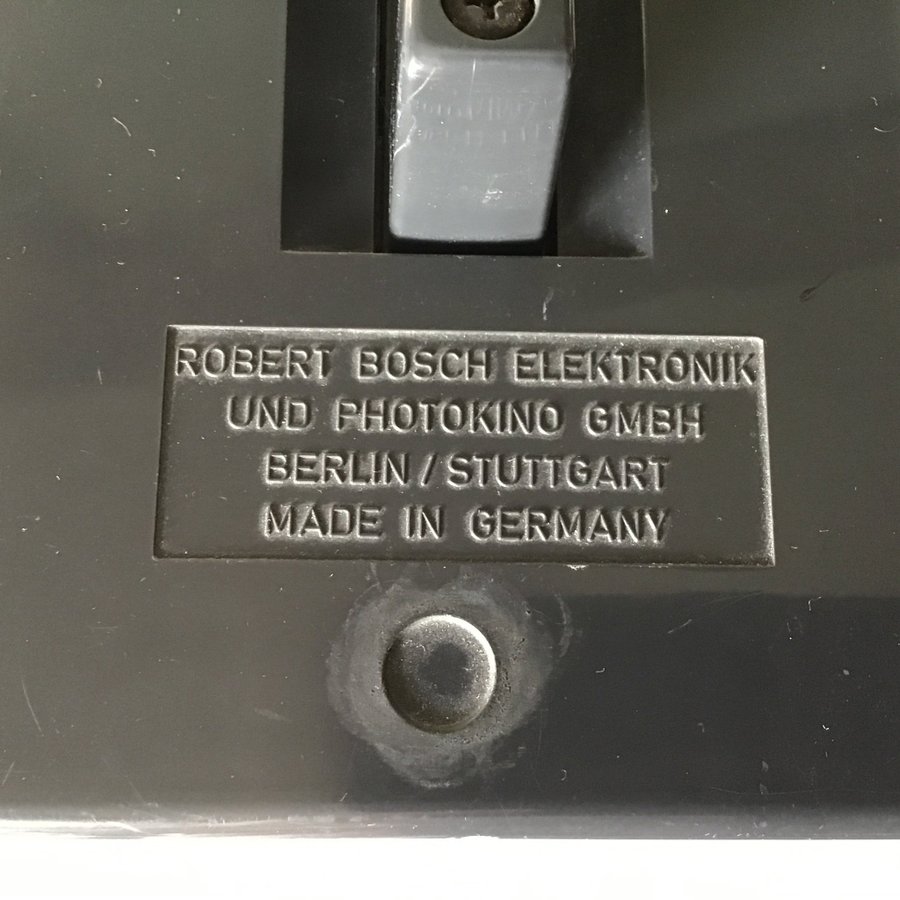 ROBERT BOSCH ELEKTRONIK
UND PHOTOKINO GMBH
BERLIN / STUTTGART
MADE IN GERMANY